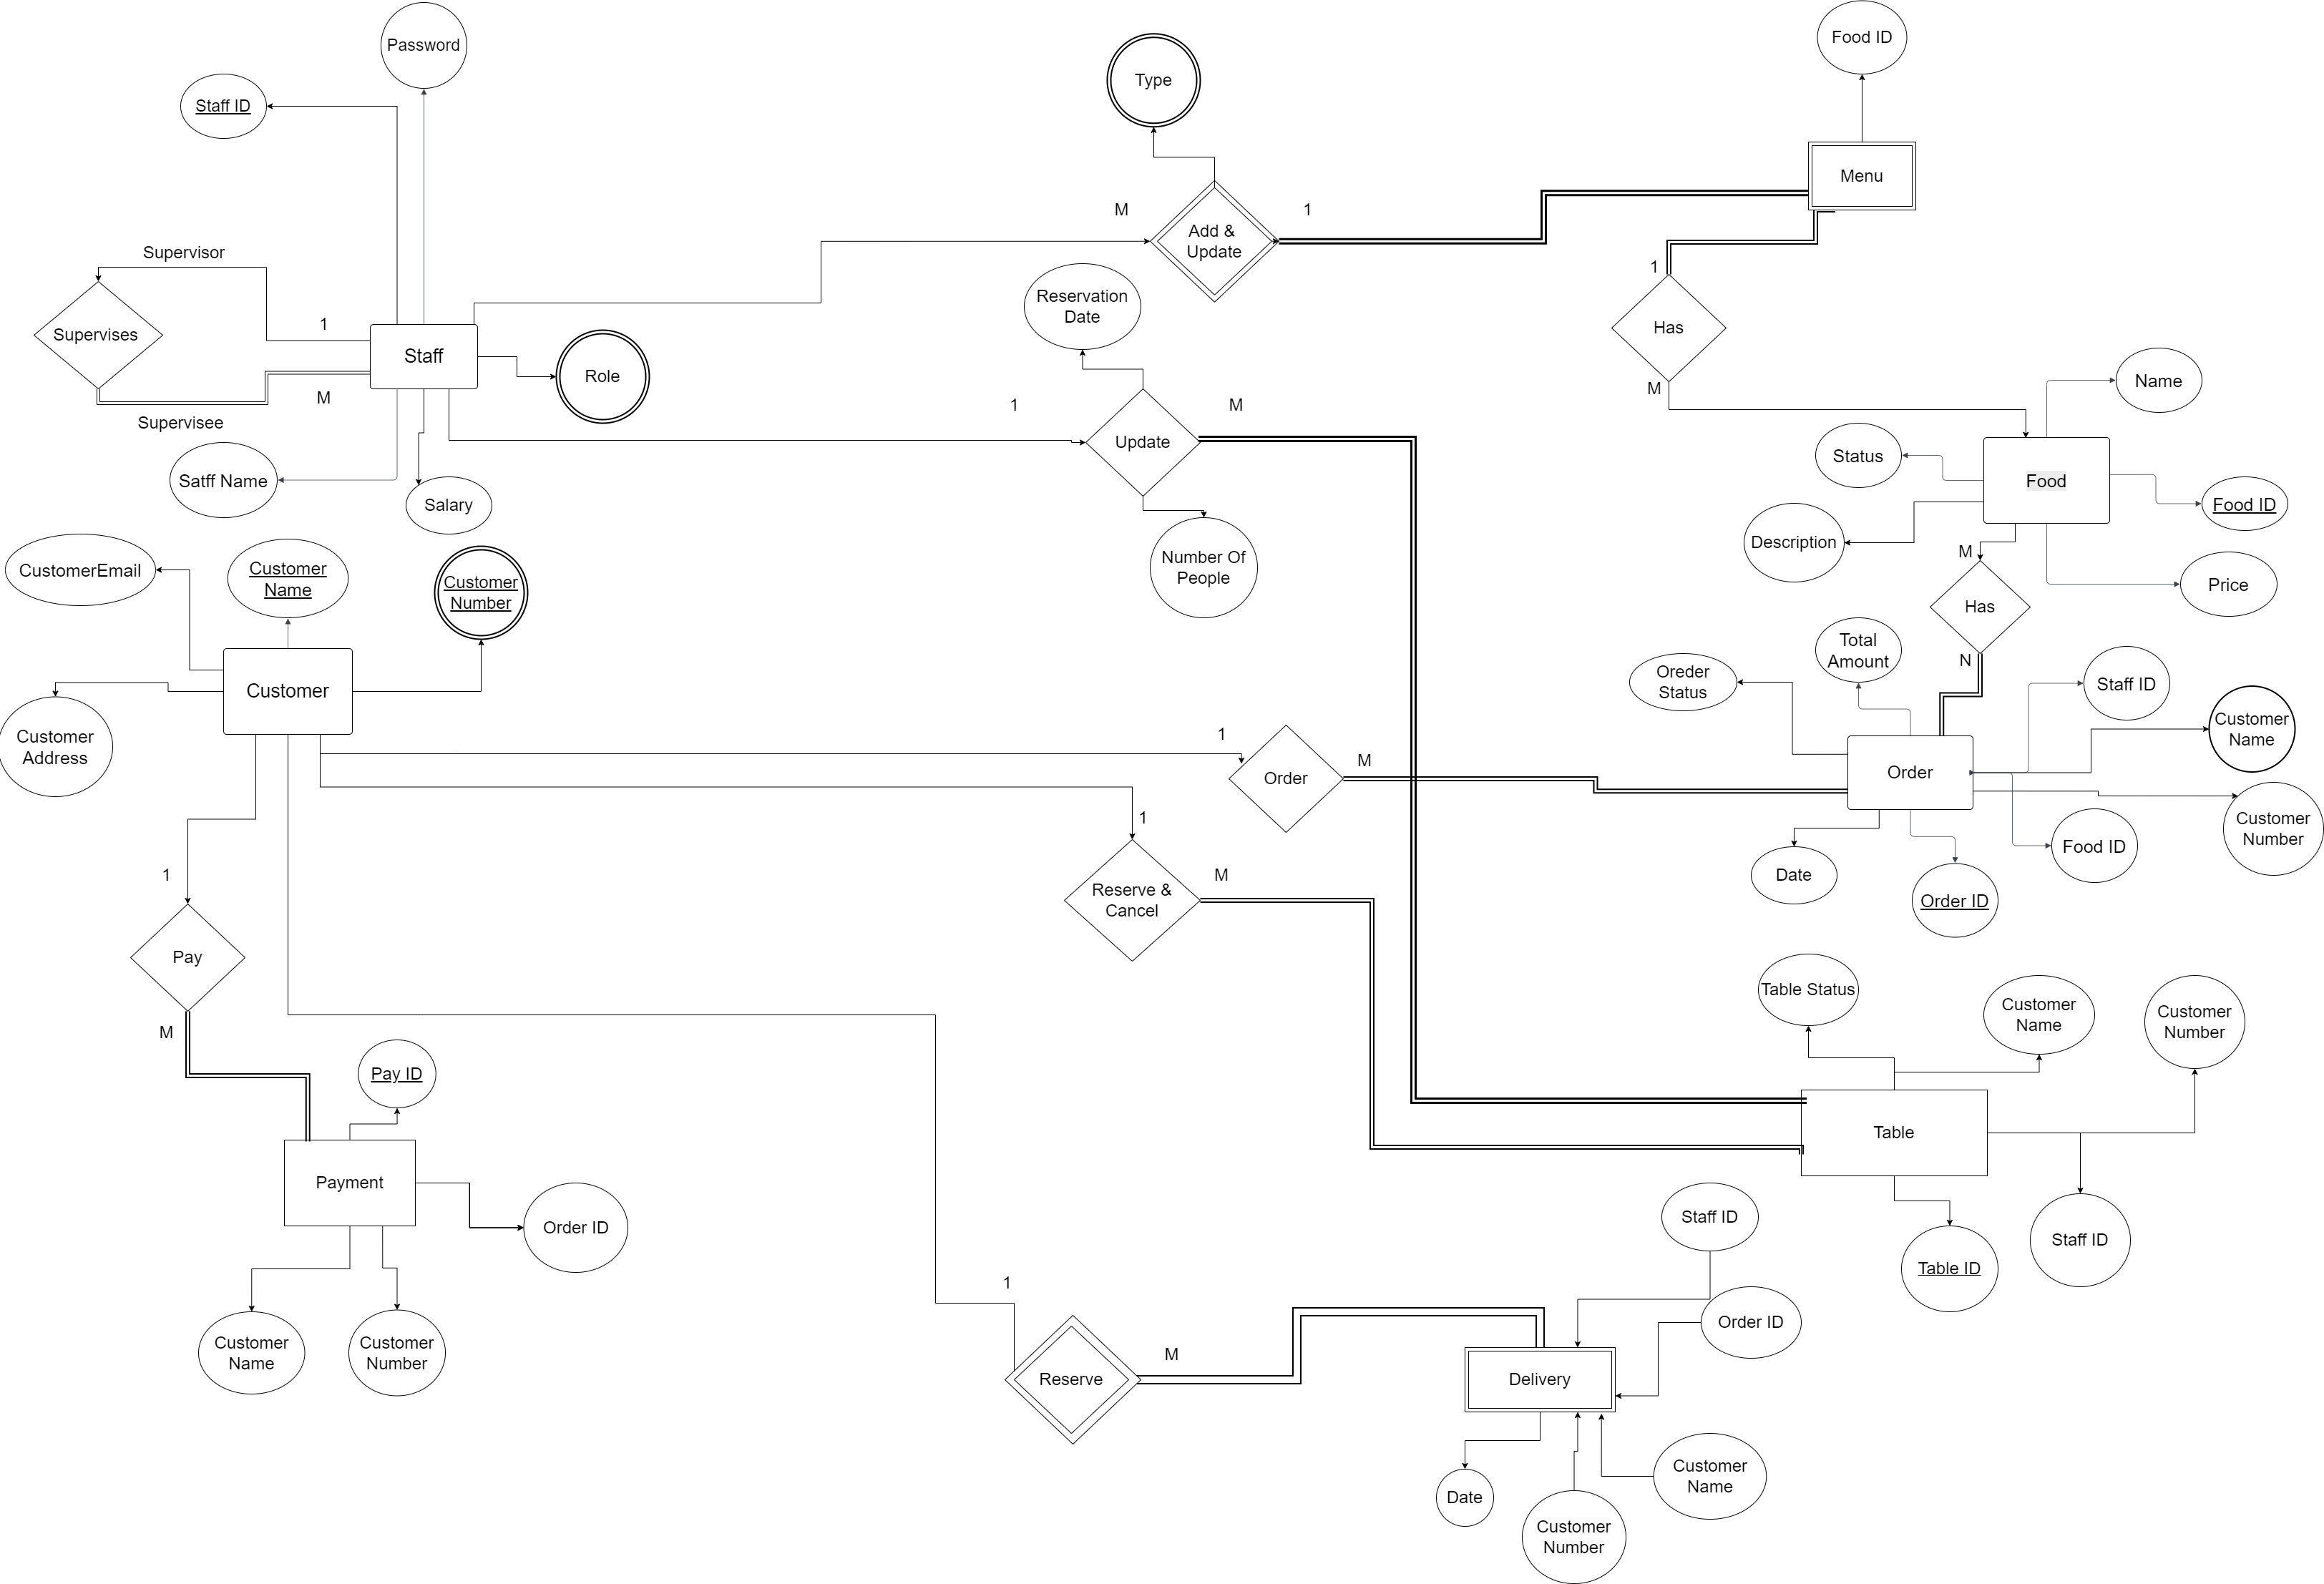 Password
Staff ID
Supervisor
Supervises
1
Staff
Role
M
Supervisee
Satff Name
Salary
Type
M
Add &
Update
1
Reservation
Date
1
Update
M
Number Of
People
Food ID
Menu
1
Has
M
Name
Status
Food
Food ID
Description
Price
M
Has
N
CustomerEmail
Customer
Name
Customer
Number
Customer
Customer
Address
1
Order
M
Total
Amount
Oreder
Status
Staff ID
Customer
Name
Order
Customer
Number
Food ID
Date
Order ID
1
Reserve &
Cancel
M
1
Pay
M
Pay ID
Payment
Order ID
Customer
Name
Customer
Number
Table Status
Customer
Name
Customer
Number
Table
Staff ID
Table ID
1
Reserve
M
Staff ID
Order ID
Delivery
Date
Customer
Name
Customer
Number